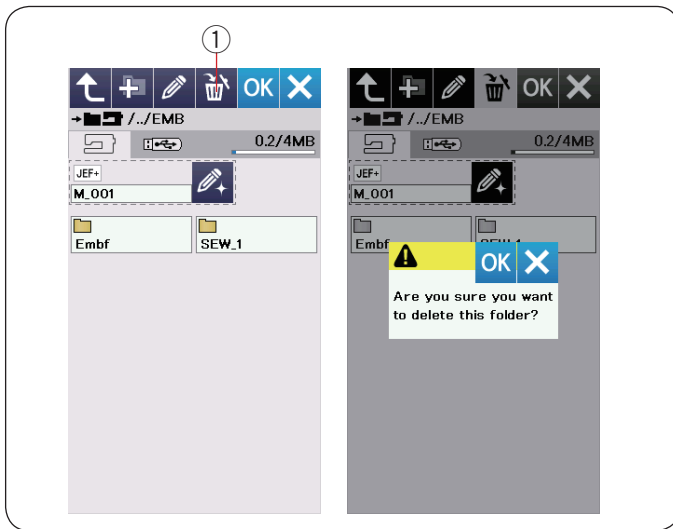 ①
OK
/../EMB
0.2/4MB
JEF+
M_001
Embf
SEW_1
OK
/../EMB
0.2/4MB
JEF+
M_001
Embf
SEW_1
OK
Are you sure you want
to delete this folder?